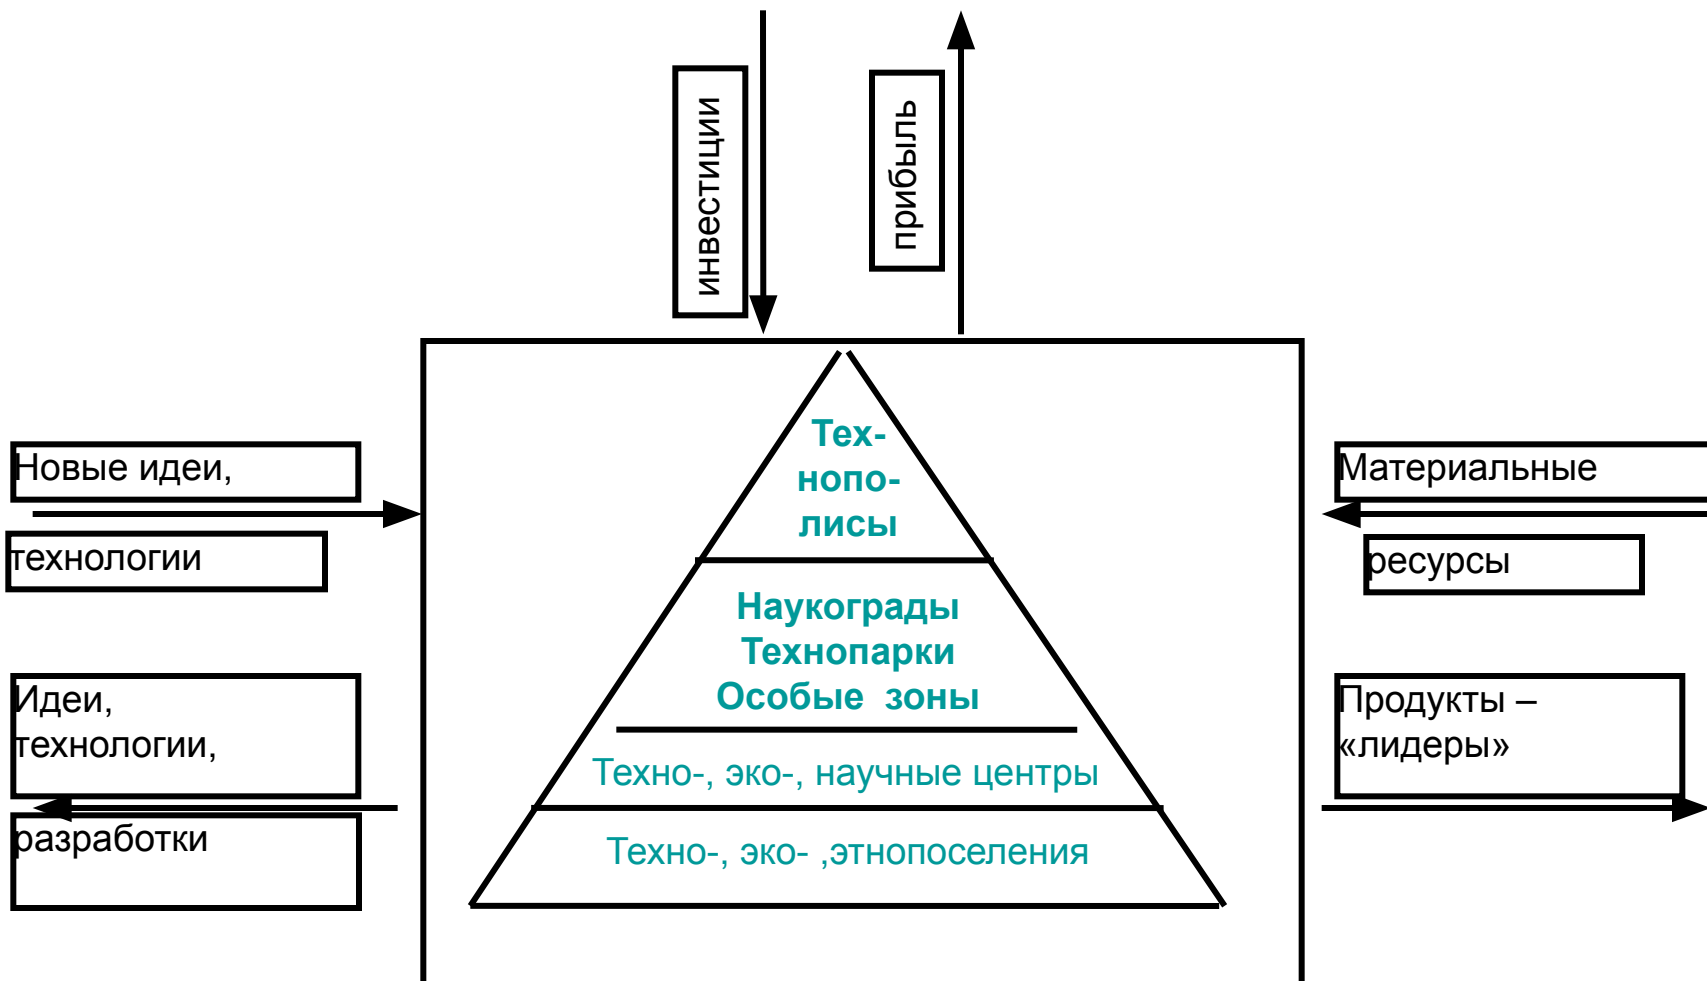 инвестиции
прибыль
Новые идеи,
технологии
Идеи,
технологии,
разработки
Тех-
нопо-
лисы
Наукограды
Технопарки
Особые зоны
Техно-, эко-, научные центры
Техно-, эко- ,этнопоселения
Материальные
ресурсы
Продукты –
«лидеры»